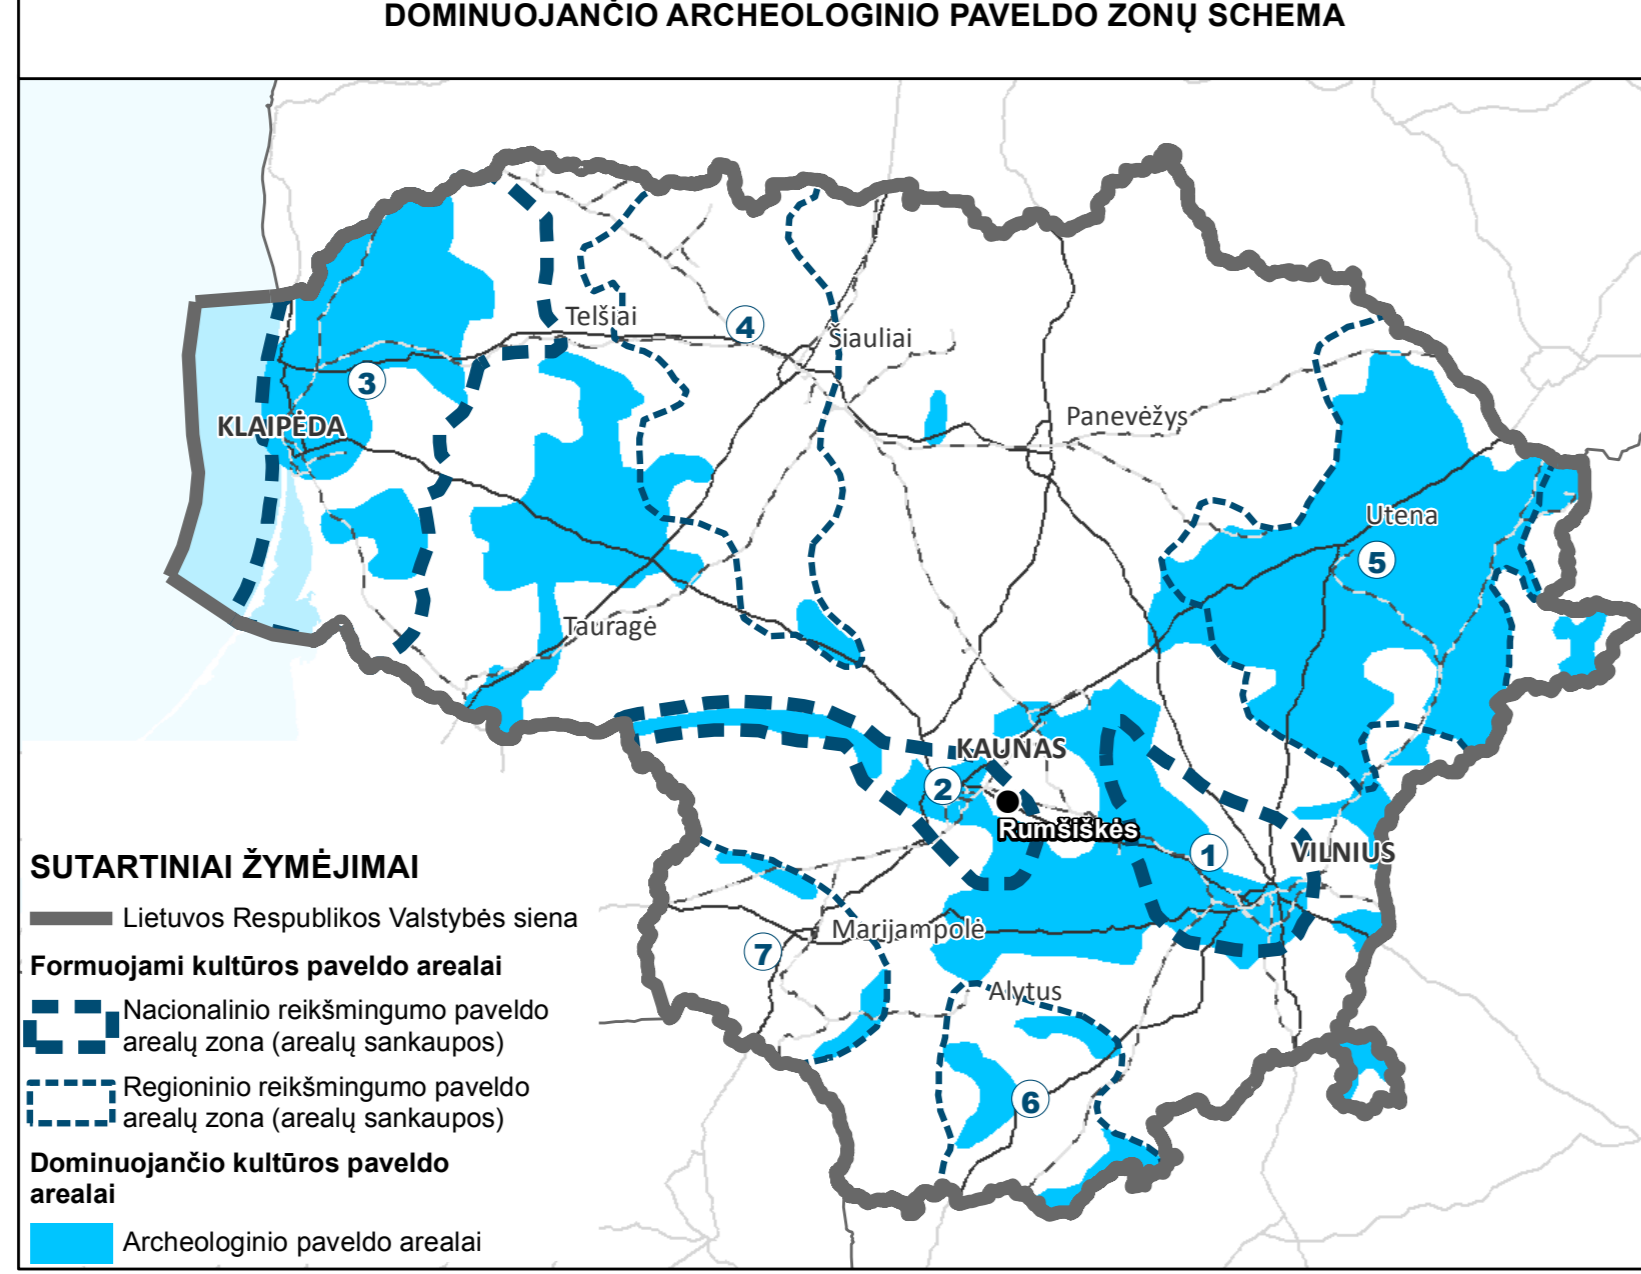 DOMINUOJANČIO ARCHEOLOGINIO PAVELDO ZONŲ SCHEMA
Telšiai
4
Šiauliai
3
KLAIPĖDA
Panevėžys
Utena
5
Tauragė
KAUNAS
2
Rumšiškės
1
VILNIUS
Marijampolė
7
Alytus
6
SUTARTINIAI ŽYMĖJIMAI
Lietuvos Respublikos Valstybės siena
Formuojami kultūros paveldo arealai
Nacionalinio reikšmingumo paveldo
arealų zona (arealų sankaupos)
Regioninio reikšmingumo paveldo
arealų zona (arealų sankaupos)
Dominuojančio kultūros paveldo
arealai
Archeologinio paveldo arealai